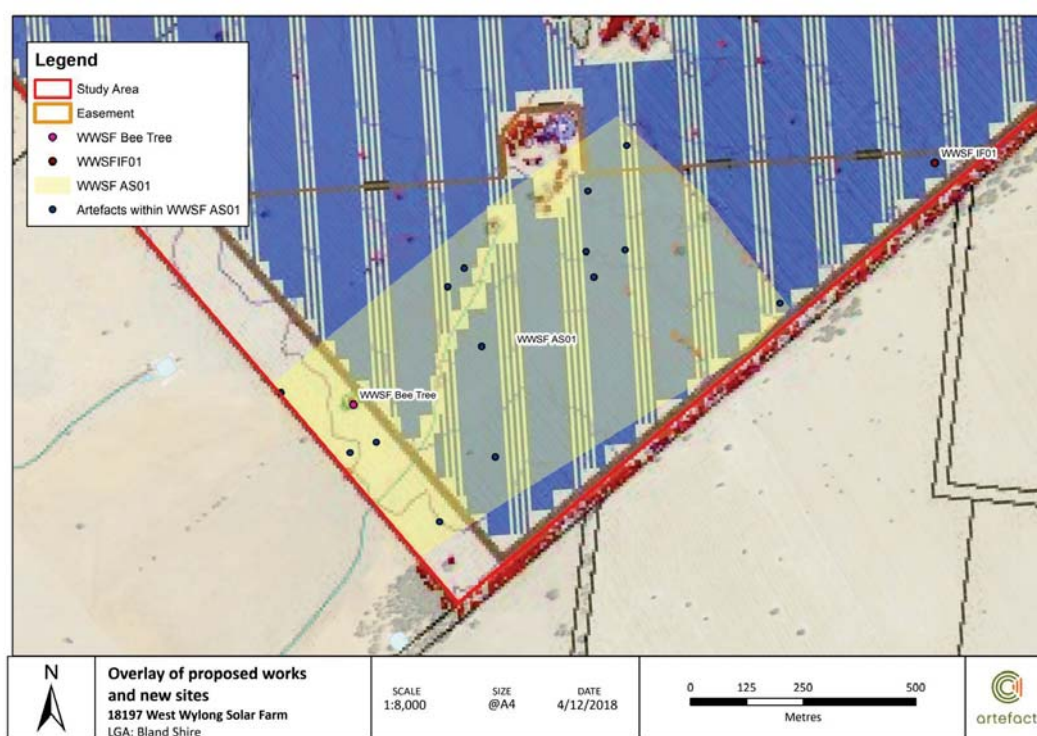 Legend
Study Area
Easement
WWSF Bee Tree
WWSFIF01
WWSF AS01
Artefacts within WWSF AS01
WWSF IF01
WWSF AS01
WWSF Bee Tree
N
Overlay of proposed works
and new sites
18197 West Wylong Solar Farm
LGA: Bland Shire
SCALE
1:8,000
SIZE
@A4
DATE
4/12/2018
0 125 250 500
Metres
artefact